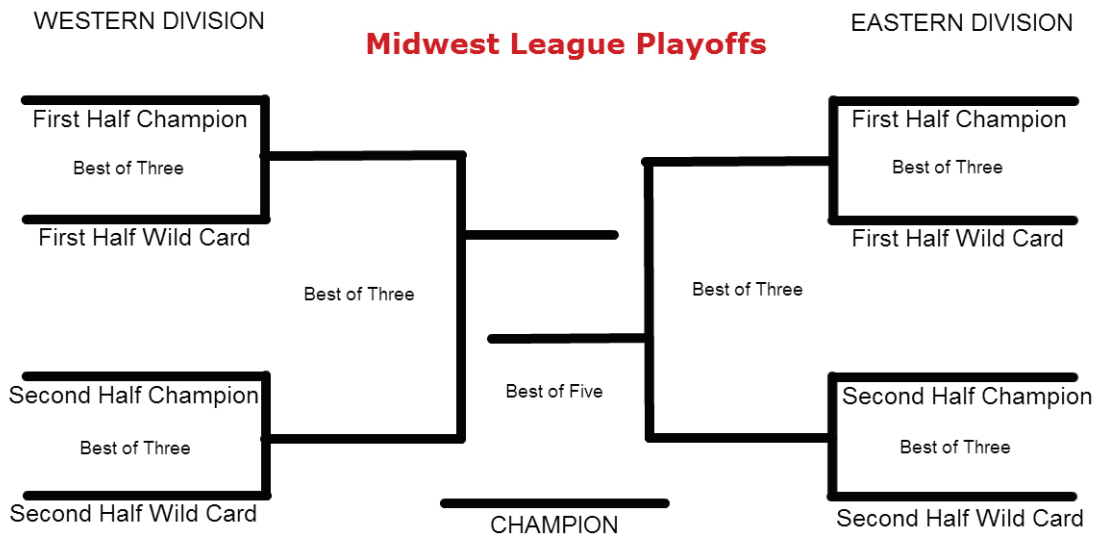 WESTERN DIVISION
EASTERN DIVISION
Midwest League Playoffs
First Half Champion
First Half Champion
Best of Three
Best of Three
First Half Wild Card
First Half Wild Card
Best of Three
Best of Three
Second Half Champion
Best of Five
Second Half Champion
Best of Three
Best of Three
Second Half Wild Card
CHAMPION
Second Half Wild Card